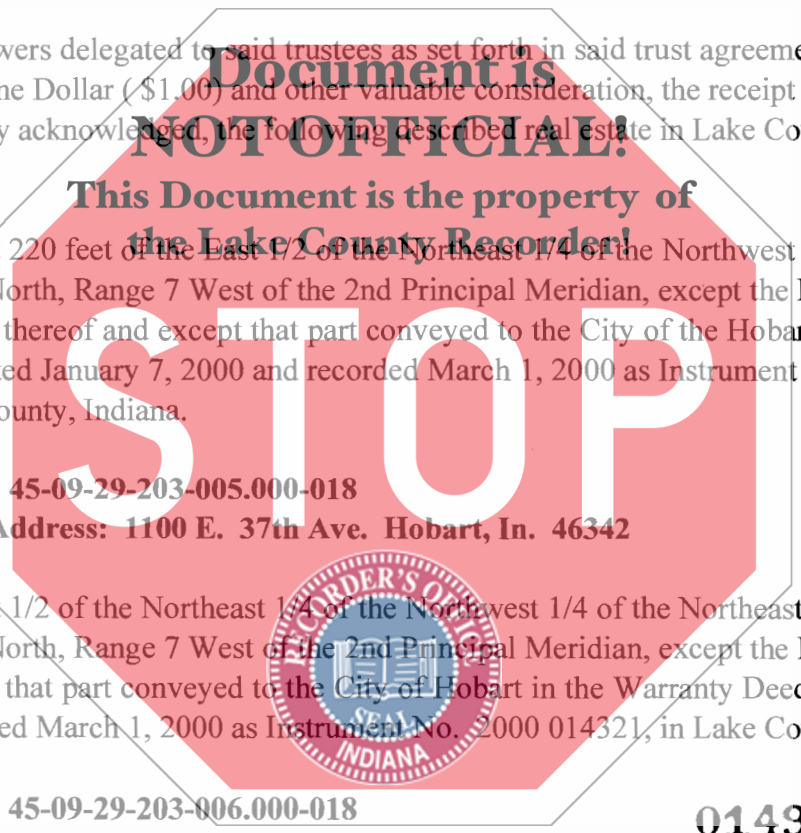 wers delegated to said trustees as set forth in said trust agreeme
Document is
ne Dollar ( $1.00) and other valuable consideration, the receipt
y acknowledged, the following described real estate in Lake Co
NOT OFFICIAL!
This Document is the property of
the Lake County Recorder!
220 feet of the East 1/2 of the Northeast 1/4 of the Northwest
North, Range 7 West of the 2nd Principal Meridian, except the
thereof and except that part conveyed to the City of the Hobar
ted January 7, 2000 and recorded March 1, 2000 as Instrument
ounty, Indiana.
STOP
45-09-29-203-005.000-018
Address: 1100 E. 37th Ave. Hobart, In. 46342
1/2 of the Northeast 1/4 of the Northwest 1/4 of the Northeast
North, Range 7 West of the 2nd Principal Meridian, except the
that part conveyed to the City of Hobart in the Warranty Deed
ed March 1, 2000 as Instrument No. 2000 014321, in Lake Co
RECORDER'S OFFICE
SEAL
INDIANA
45-09-29-203-006.000-018
0149